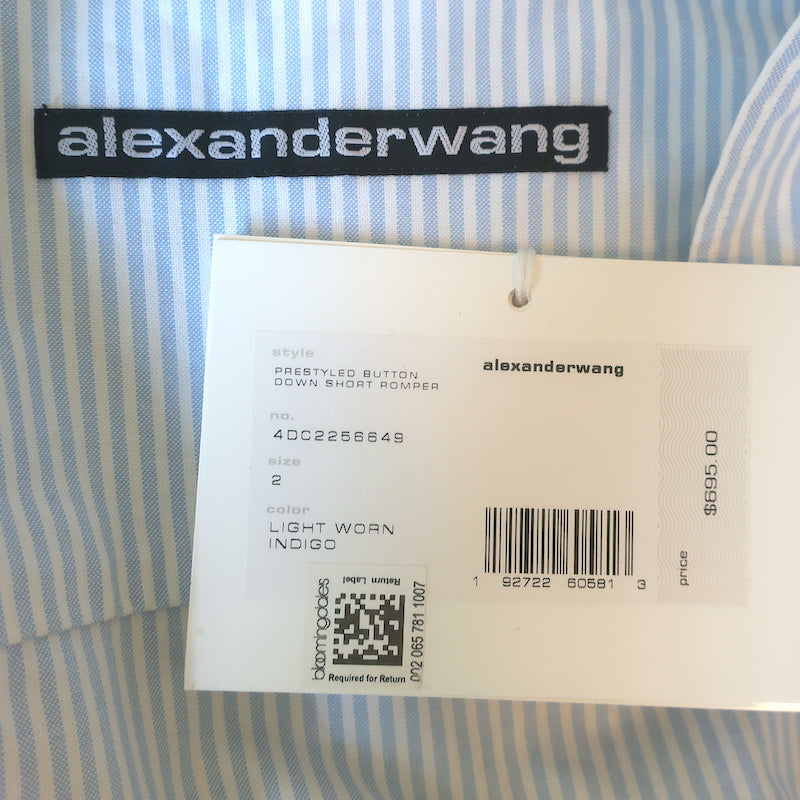 alexanderwang
style
PRESTYLED BUTTON
DOWN SHORT ROMPER
no.
4DC2256649
size
2
color
LIGHT WORN
INDIGO
alexanderwang
1 92722 60581 3
price
$695.00
bloomingdales
Return Label
002 065 781 1007
Required for Return